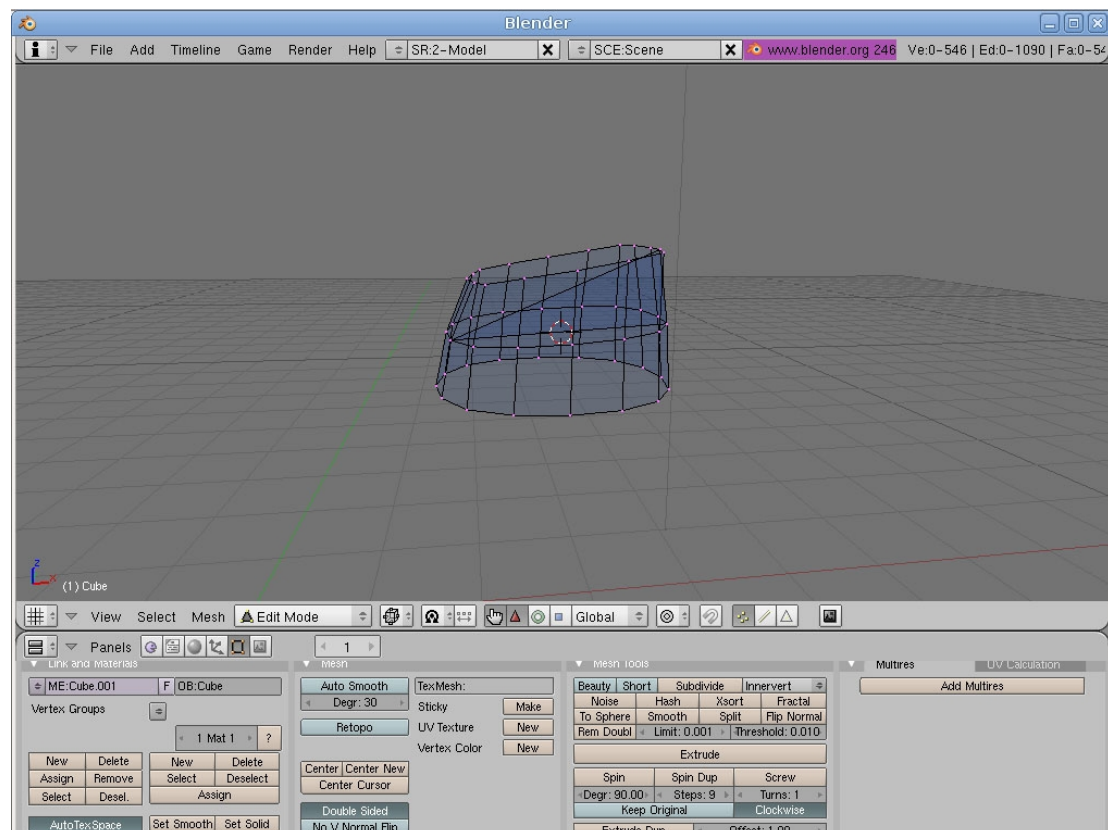 Blender
File Add Timeline Game Render Help SR:2-Model X SCE:Scene X www.blender.org 246 Ve:0-546 | Ed:0-1090 | Fa:0-54
z
x
(1) Cube
View Select Mesh Edit Mode Global
Panels 1
Link and Materials Mesh Mesh Tools Multires UV Calculation
ME:Cube.001 F OB:Cube Auto Smooth TexMesh: Beauty Short Subdivide Innervert Add Multires
Vertex Groups Degr: 30 Sticky Make Noise Hash Xsort Fractal
To Sphere Smooth Split Flip Normal
1 Mat 1 ? Retopo UV Texture New Rem Doubl Limit: 0.001 Threshold: 0.010
Vertex Color New Extrude
New Delete New Delete Center Center New Spin Spin Dup Screw
Assign Remove Select Deselect Center Cursor Degr: 90.00 Steps: 9 Turns: 1
Select Desel. Assign Double Sided Keep Original Clockwise
AutoTexSpace Set Smooth Set Solid No V.Normal Flip Extrude Dup Offset: 1.00